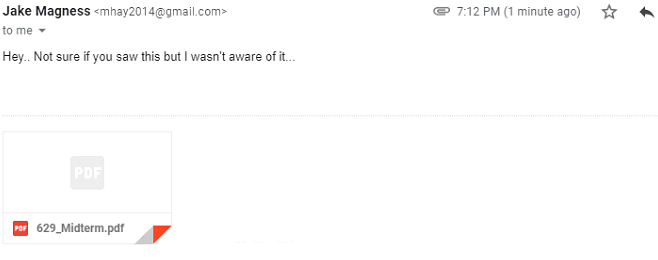 Jake Magness <mhay2014@gmail.com> 7:12 PM (1 minute ago)
to me
Hey.. Not sure if you saw this but I wasn't aware of it...
PDF
PDF 629_Midterm.pdf